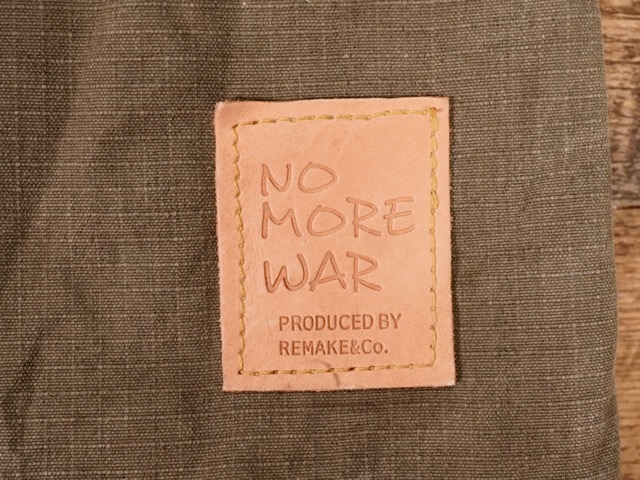 NO
MORE
WAR
PRODUCED BY
REMAKE&Co.